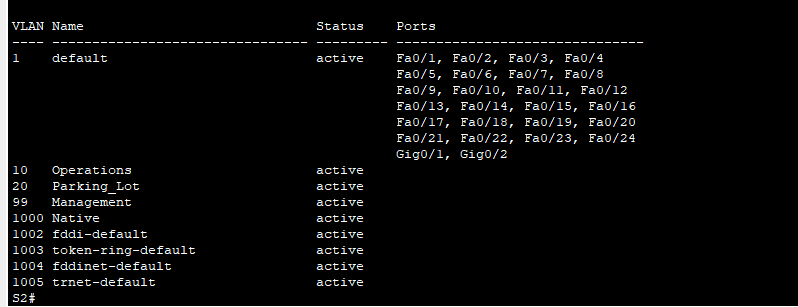 VLAN Name                             Status    Ports
---- -------------------------------- --------- -------------------------------
1    default                          active    Fa0/1, Fa0/2, Fa0/3, Fa0/4
                                                Fa0/5, Fa0/6, Fa0/7, Fa0/8
                                                Fa0/9, Fa0/10, Fa0/11, Fa0/12
                                                Fa0/13, Fa0/14, Fa0/15, Fa0/16
                                                Fa0/17, Fa0/18, Fa0/19, Fa0/20
                                                Fa0/21, Fa0/22, Fa0/23, Fa0/24
                                                Gig0/1, Gig0/2
10   Operations                       active
20   Parking_Lot                      active
99   Management                       active
1000 Native                           active
1002 fddi-default                     active
1003 token-ring-default               active
1004 fddinet-default                  active
1005 trnet-default                    active
S2#